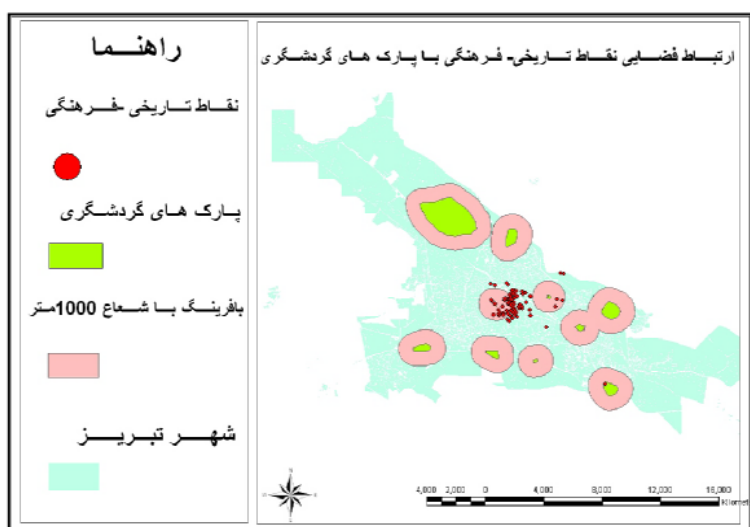 ارتباط فضایی نقاط تاریخی- فرهنگی با پارک های گردشگری
راهنما
نقاط تاریخی -فرهنگی
پارک های گردشگری
بافرینگ با شعاع 1000متر
شهر تبریز
4,000 2,000 0 4,000 8,000 12,000 16,000
Kilomet